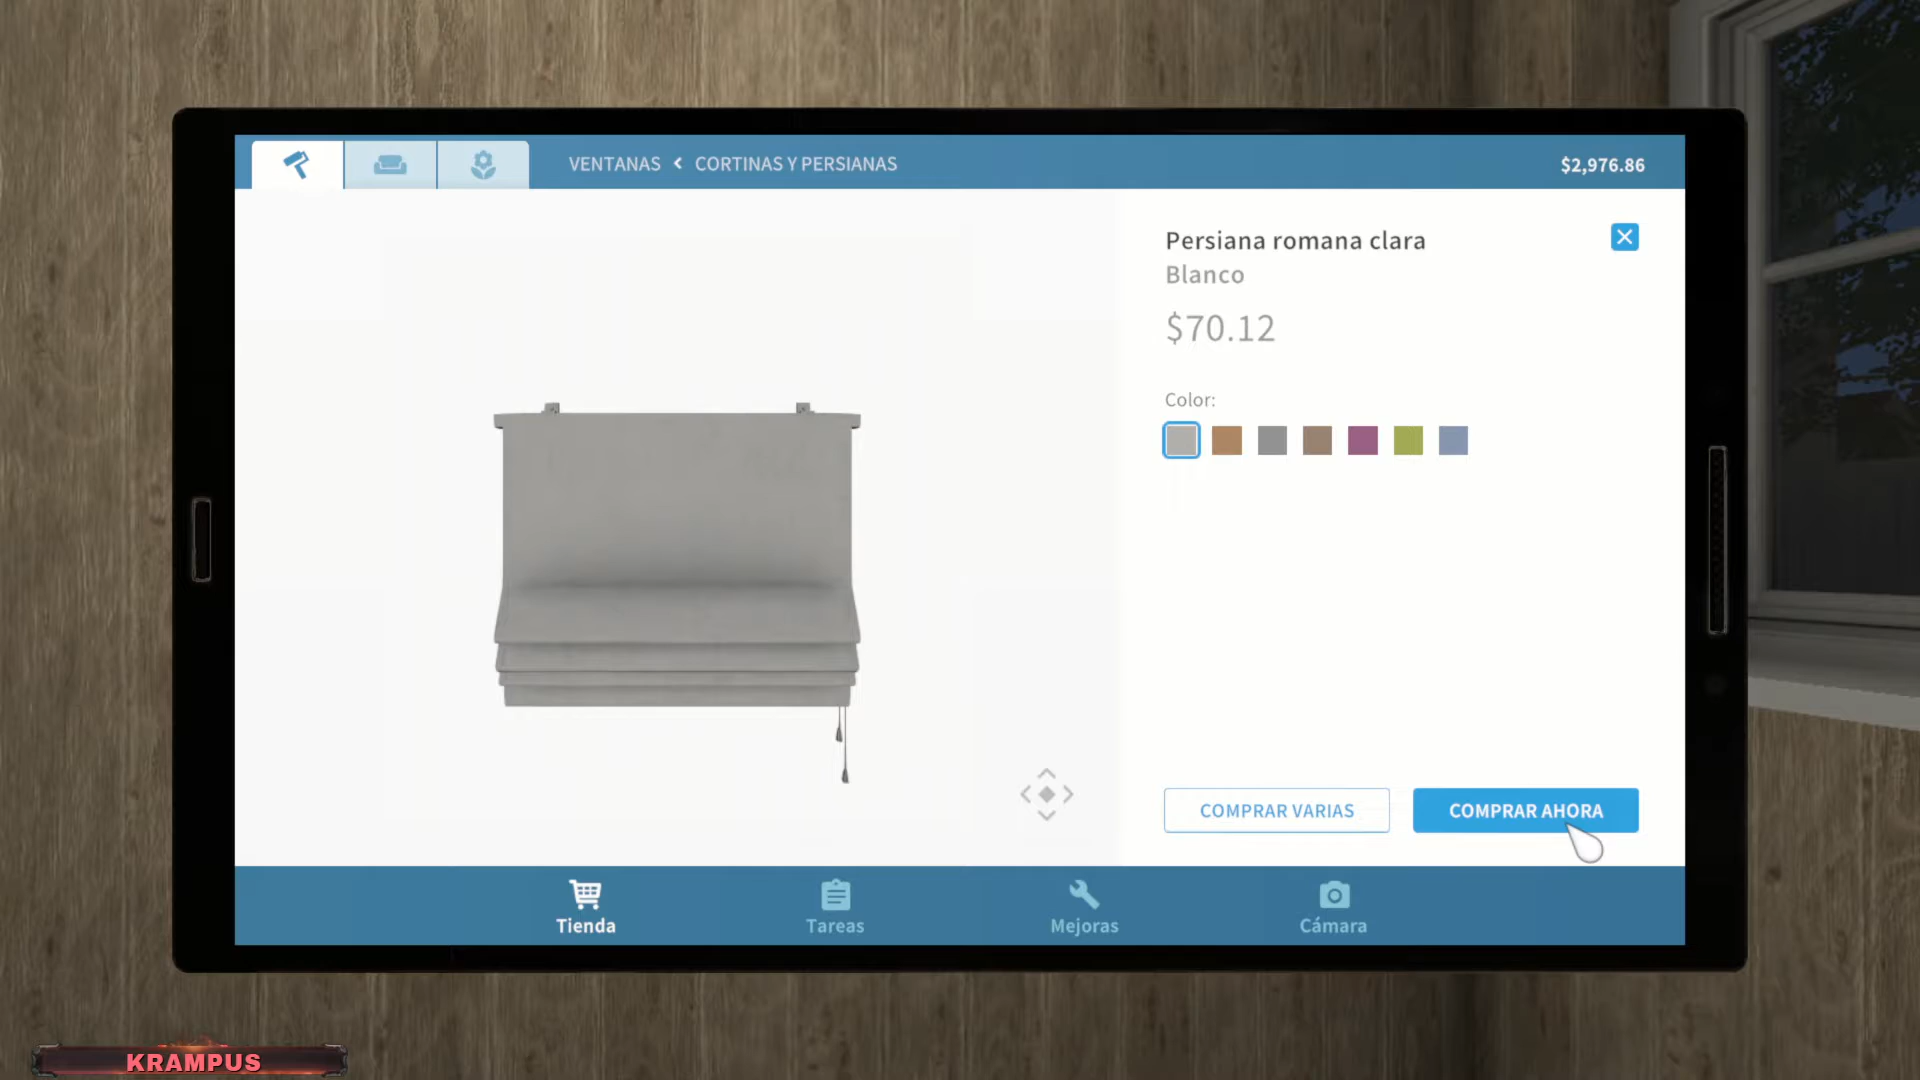 VENTANAS < CORTINAS Y PERSIANAS
$2,976.86
Persiana romana clara
Blanco
$70.12
Color:
COMPRAR VARIAS
COMPRAR AHORA
Tienda
Tareas
Mejoras
Cámara
KRAMPUS